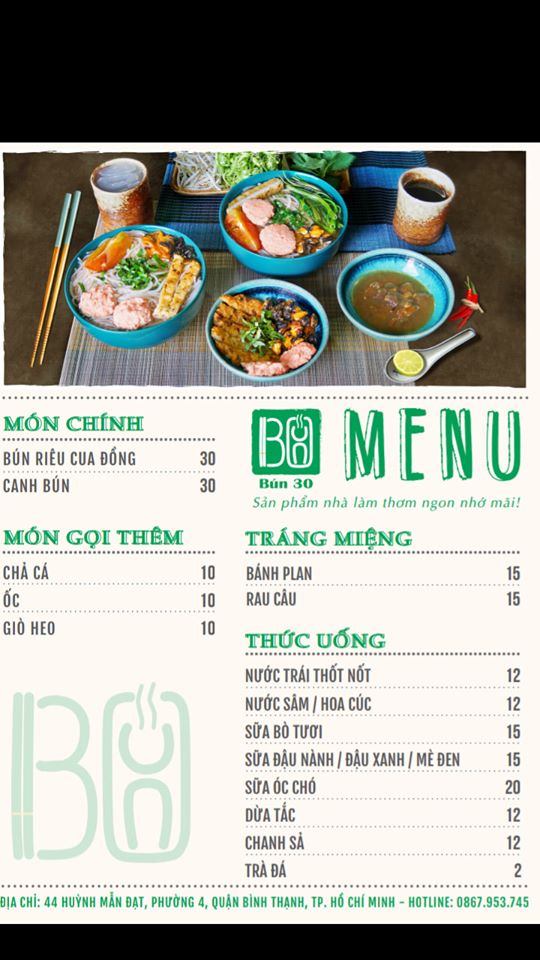 MÓN CHÍNH
BÚN RIÊU CUA ĐỒNG 30
CANH BÚN 30
MÓN GỌI THÊM
CHẢ CÁ 10
ỐC 10
GIÒ HEO 10
BÚN
Bún 30
MENU
Sản phẩm nhà làm thơm ngon nhớ mãi!
TRÁNG MIỆNG
BÁNH PLAN 15
RAU CÂU 15
THỨC UỐNG
NƯỚC TRÁI THỐT NỐT 12
NƯỚC SÂM / HOA CÚC 12
SỮA BÒ TƯƠI 15
SỮA ĐẬU NÀNH / ĐẬU XANH / MÈ ĐEN 15
SỮA ÓC CHÓ 20
DỪA TẮC 12
CHANH SẢ 12
TRÀ ĐÁ 2
BÚN
ĐỊA CHỈ: 44 HUỲNH MẪN ĐẠT, PHƯỜNG 4, QUẬN BÌNH THẠNH, TP. HỒ CHÍ MINH - HOTLINE: 0867.953.745